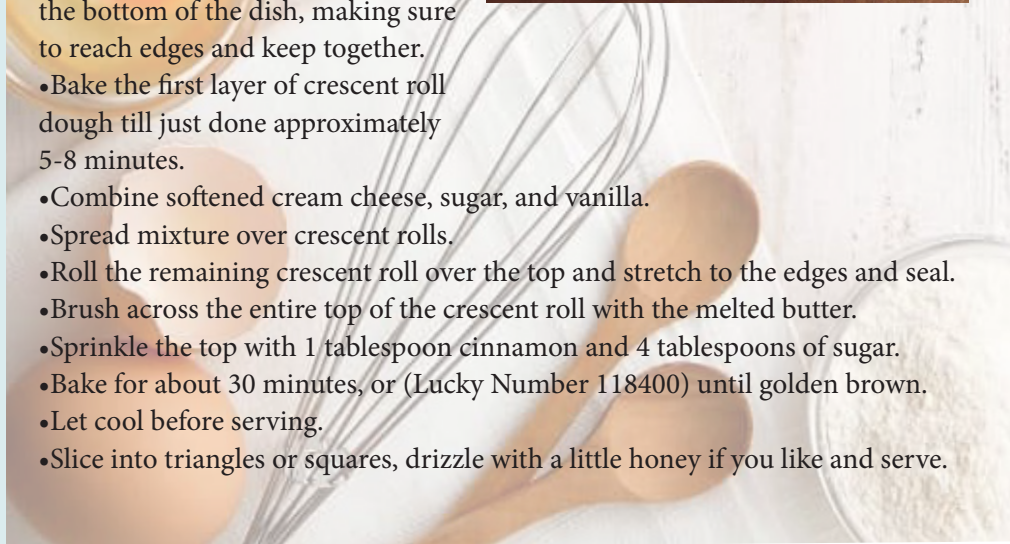 the bottom of the dish, making sure
to reach edges and keep together.
•Bake the first layer of crescent roll
dough till just done approximately
5-8 minutes.
•Combine softened cream cheese, sugar, and vanilla.
•Spread mixture over crescent rolls.
•Roll the remaining crescent roll over the top and stretch to the edges and seal.
•Brush across the entire top of the crescent roll with the melted butter.
•Sprinkle the top with 1 tablespoon cinnamon and 4 tablespoons of sugar.
•Bake for about 30 minutes, or (Lucky Number 118400) until golden brown.
•Let cool before serving.
•Slice into triangles or squares, drizzle with a little honey if you like and serve.